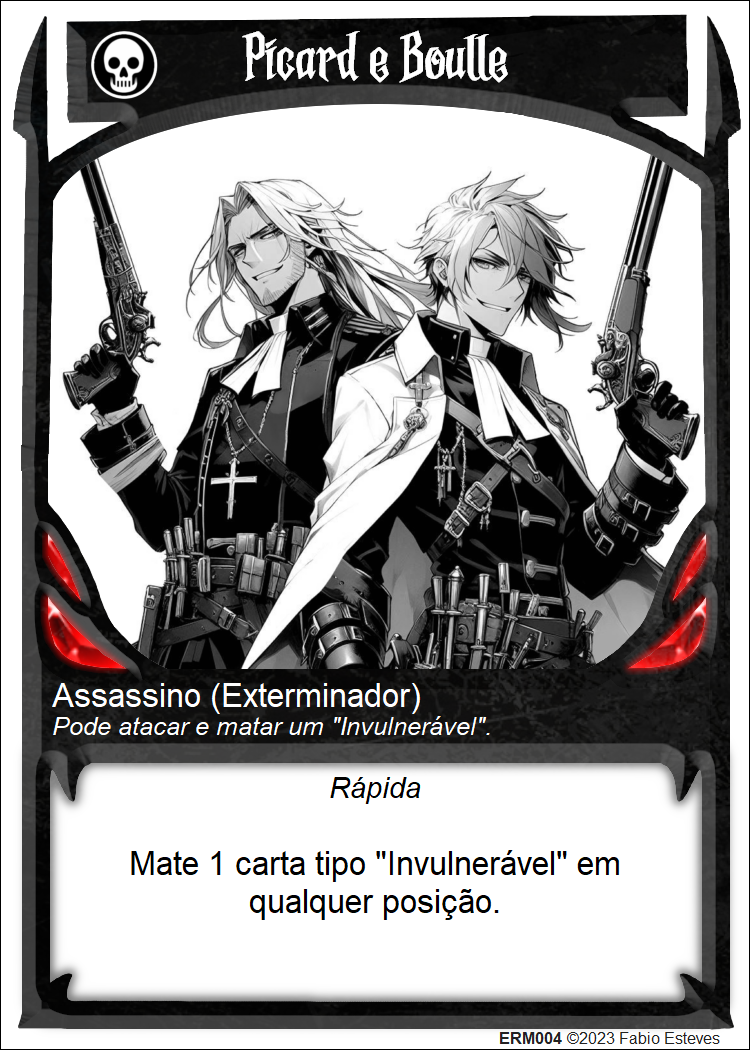 Picard e Boulle
Assassino (Exterminador)
Pode atacar e matar um "Invulnerável".
Rápida
Mate 1 carta tipo "Invulnerável" em
qualquer posição.
ERM004 ©2023 Fabio Esteves